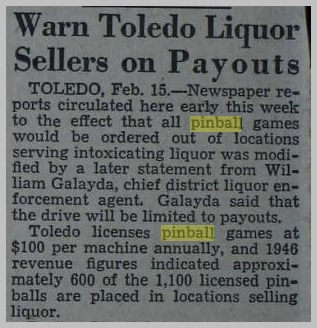 Warn Toledo Liquor
Sellers on Payouts
TOLEDO, Feb. 15.—Newspaper re-
ports circulated here early this week
to the effect that all pinball games
would be ordered out of locations
serving intoxicating liquor was modi-
fied by a later statement from Wil-
liam Galayda, chief district liquor en-
forcement agent. Galayda said that
the drive will be limited to payouts.
Toledo licenses pinball games at
$100 per machine annually, and 1946
revenue figures indicated approxi-
mately 600 of the 1,100 licensed pin-
balls are placed in locations selling
liquor.